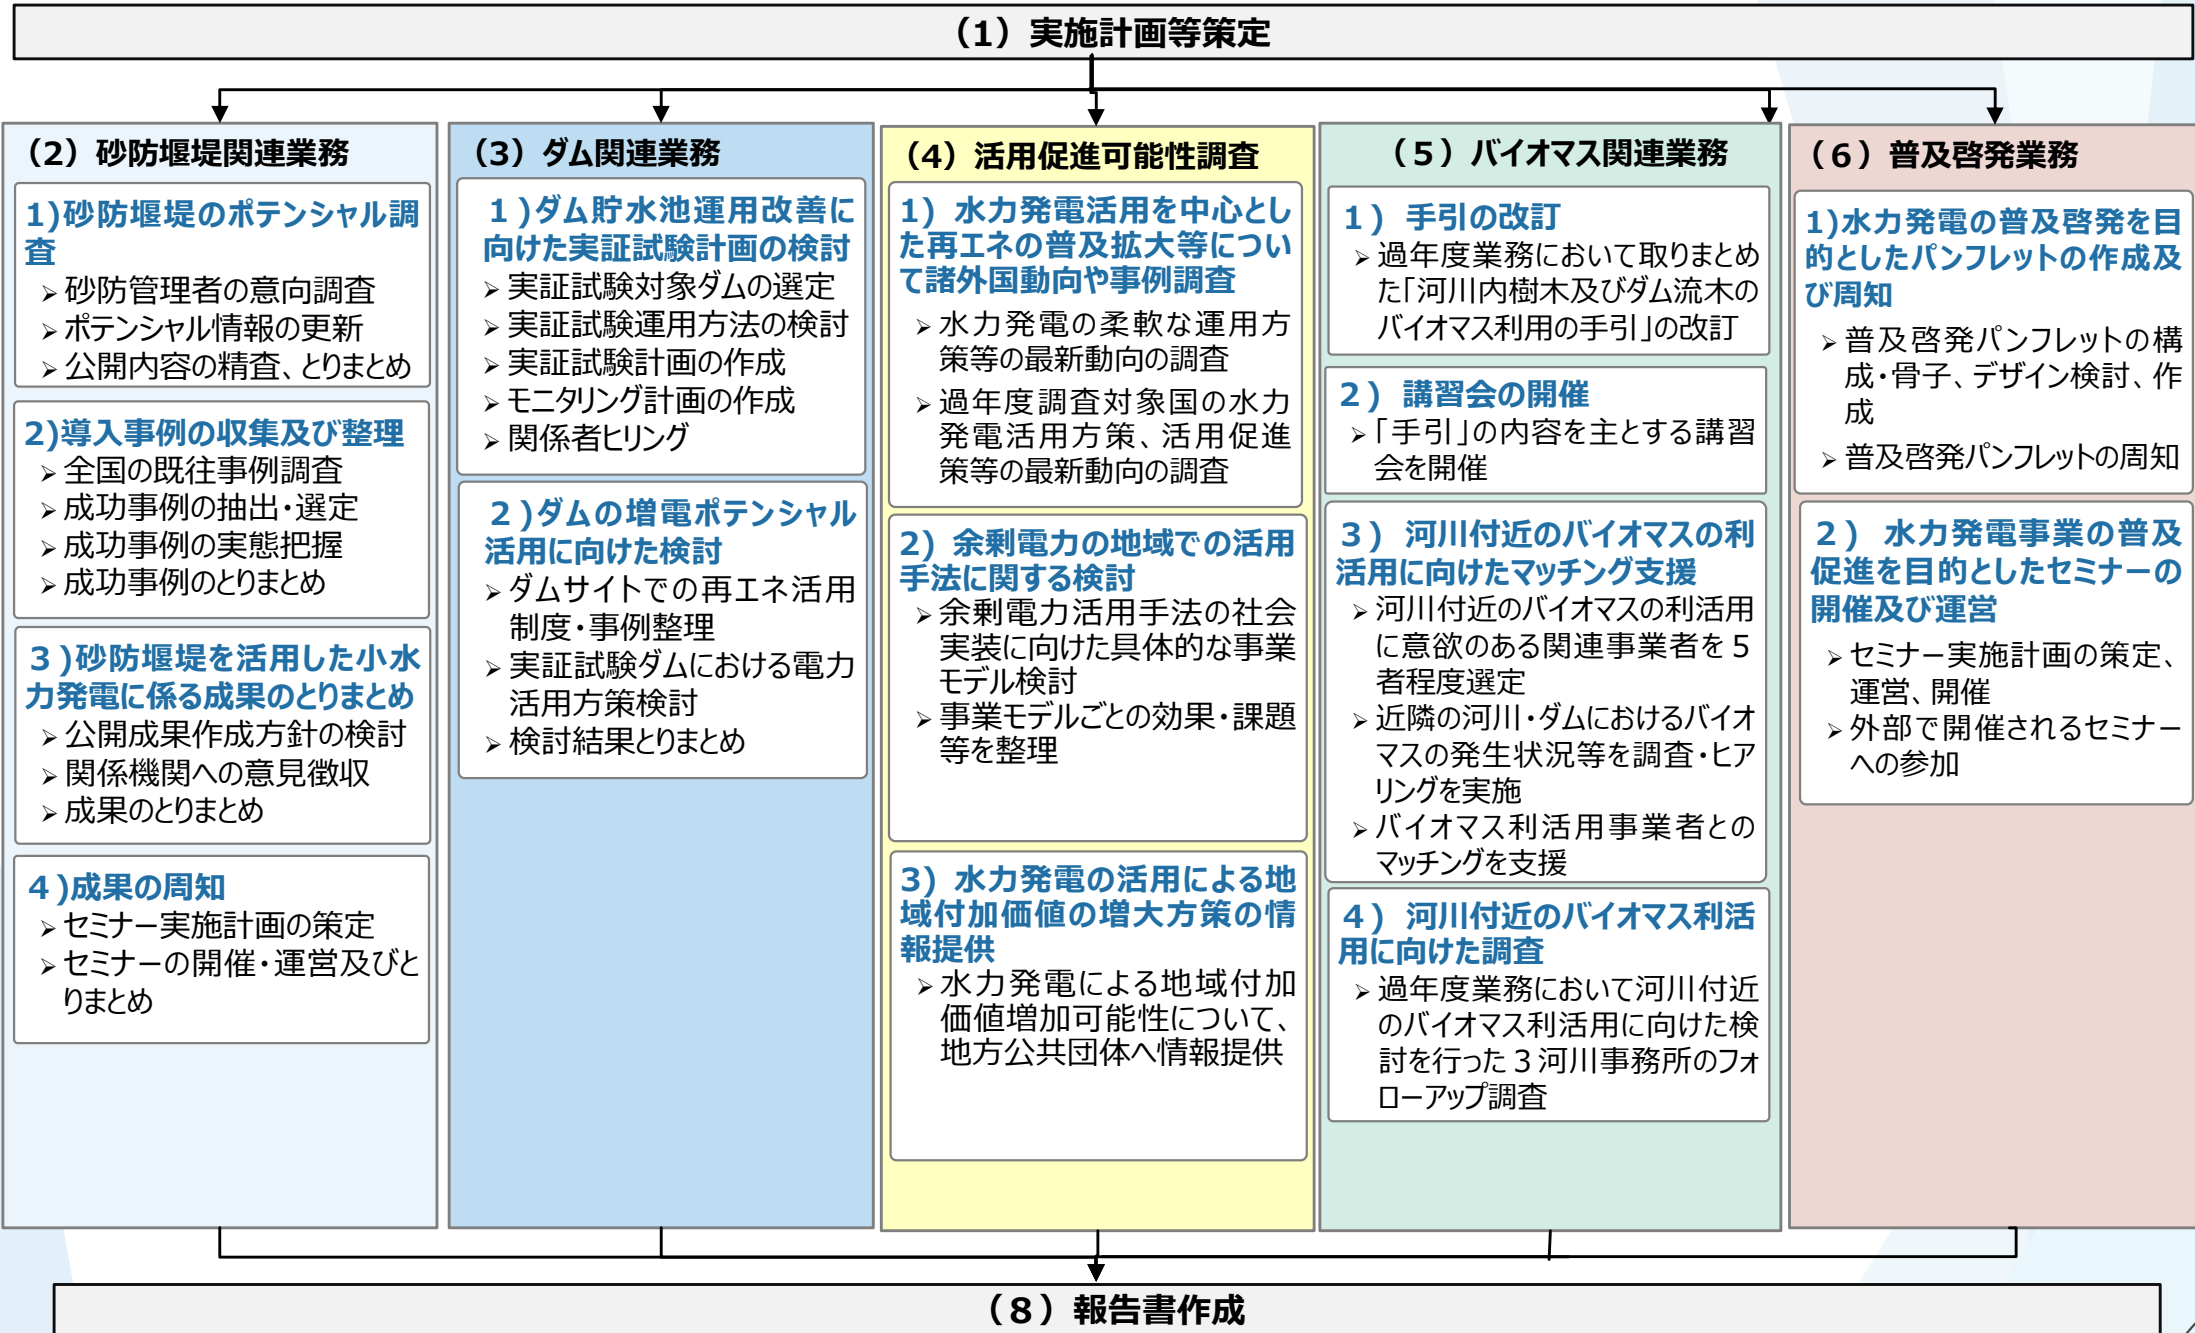 （1）実施計画等策定
（2）砂防堰堤関連業務
1)砂防堰堤のポテンシャル調
査
➢砂防管理者の意向調査
➢ポテンシャル情報の更新
➢公開内容の精査、とりまとめ
2)導入事例の収集及び整理
➢全国の既往事例調査
➢成功事例の抽出・選定
➢成功事例の実態把握
➢成功事例のとりまとめ
３)砂防堰堤を活用した小水
力発電に係る成果のとりまとめ
➢公開成果作成方針の検討
➢関係機関への意見徴収
➢成果のとりまとめ
４)成果の周知
➢セミナー実施計画の策定
➢セミナーの開催・運営及びと
りまとめ
（3）ダム関連業務
１)ダム貯水池運用改善に
向けた実証試験計画の検討
➢実証試験対象ダムの選定
➢実証試験運用方法の検討
➢実証試験計画の作成
➢モニタリング計画の作成
➢関係者ヒリング
２)ダムの増電ポテンシャル
活用に向けた検討
➢ダムサイトでの再エネ活用
制度・事例整理
➢実証試験ダムにおける電力
活用方策検討
➢検討結果とりまとめ
（4）活用促進可能性調査
1) 水力発電活用を中心とし
た再エネの普及拡大等につい
て諸外国動向や事例調査
➢水力発電の柔軟な運用方
策等の最新動向の調査
➢過年度調査対象国の水力
発電活用方策、活用促進
策等の最新動向の調査
2) 余剰電力の地域での活用
手法に関する検討
➢余剰電力活用手法の社会
実装に向けた具体的な事業
モデル検討
➢事業モデルごとの効果・課題
等を整理
3) 水力発電の活用による地
域付加価値の増大方策の情
報提供
➢水力発電による地域付加
価値増加可能性について、
地方公共団体へ情報提供
（５）バイオマス関連業務
１) 手引の改訂
➢過年度業務において取りまとめ
た「河川内樹木及びダム流木の
バイオマス利用の手引」の改訂
２) 講習会の開催
➢「手引」の内容を主とする講習
会を開催
３) 河川付近のバイオマスの利
活用に向けたマッチング支援
➢河川付近のバイオマスの利活用
に意欲のある関連事業者を５
者程度選定
➢近隣の河川・ダムにおけるバイオ
マスの発生状況等を調査・ヒア
リングを実施
➢バイオマス利活用事業者との
マッチングを支援
４) 河川付近のバイオマス利活
用に向けた調査
➢過年度業務において河川付近
のバイオマス利活用に向けた検
討を行った３河川事務所のフォ
ローアップ調査
（６）普及啓発業務
1)水力発電の普及啓発を目
的としたパンフレットの作成及
び周知
➢普及啓発パンフレットの構
成・骨子、デザイン検討、作
成
➢普及啓発パンフレットの周知
２) 水力発電事業の普及
促進を目的としたセミナーの
開催及び運営
➢セミナー実施計画の策定、
運営、開催
➢外部で開催されるセミナー
への参加
（８）報告書作成